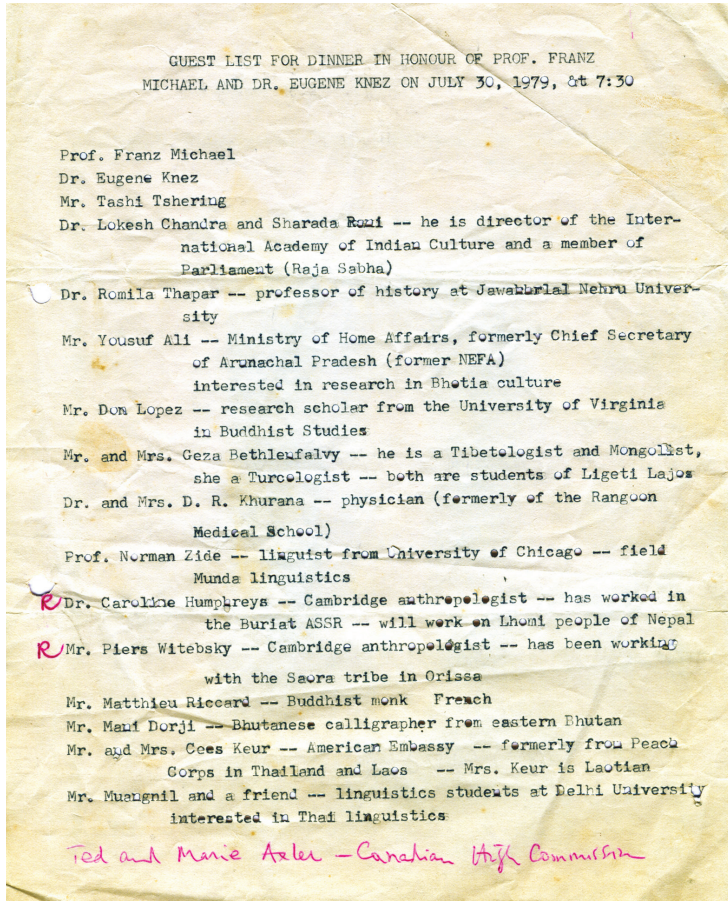 GUEST LIST FOR DINNER IN HONOUR OF PROF. FRANZ
MICHAEL AND DR. EUGENE KNEZ ON JULY 30, 1979, at 7:30
Prof. Franz Michael
Dr. Eugene Knez
Mr. Tashi Tshering
Dr. Lokesh Chandra and Sharada Rani -- he is director of the Inter-
national Academy of Indian Culture and a member of
Parliament (Raja Sabha)
Dr. Romila Thapar -- professor of history at Nehru Univer-
sity
Mr. Yousuf Ali -- Ministry of Home Affairs, formerly Chief Secretary
of Arunachal Pradesh (former NEFA)
interested in research in Bhotia culture
Mr. Don Lopez -- research scholar from the University of Virginia
in Buddhist Studies
Mr. and Mrs. Geza Bethlenfalvy -- he is a Tibetologist and Mongolist,
she a Turcologist -- both are students of Ligeti Lajos
Dr. and Mrs. D. R. Khurana -- physician (formerly of the Rangoon
Medical School)
Prof. Norman Zide -- linguist from University of Chicago -- field
Munda linguistics
R Dr. Caroline Humphreys -- Cambridge anthropologist -- has worked in
the Buriat ASSR -- will work on Lhomi people of Nepal
R Mr. Piers Witebsky -- Cambridge anthropologist -- has been working
with the Saora tribe in Orissa
Mr. Matthieu Riccard -- Buddhist monk French
Mr. Mani Dorji -- Bhutanese calligrapher from eastern Bhutan
Mr. and Mrs. Cees Keur -- American Embassy -- formerly from Peach
Corps in Thailand and Laos -- Mrs. Keur is Laotian
Mr. Muangnil and a friend -- linguistics students at Delhi University
interested in Thai linguistics
Ted and Marie Axler - Canadian High Commission